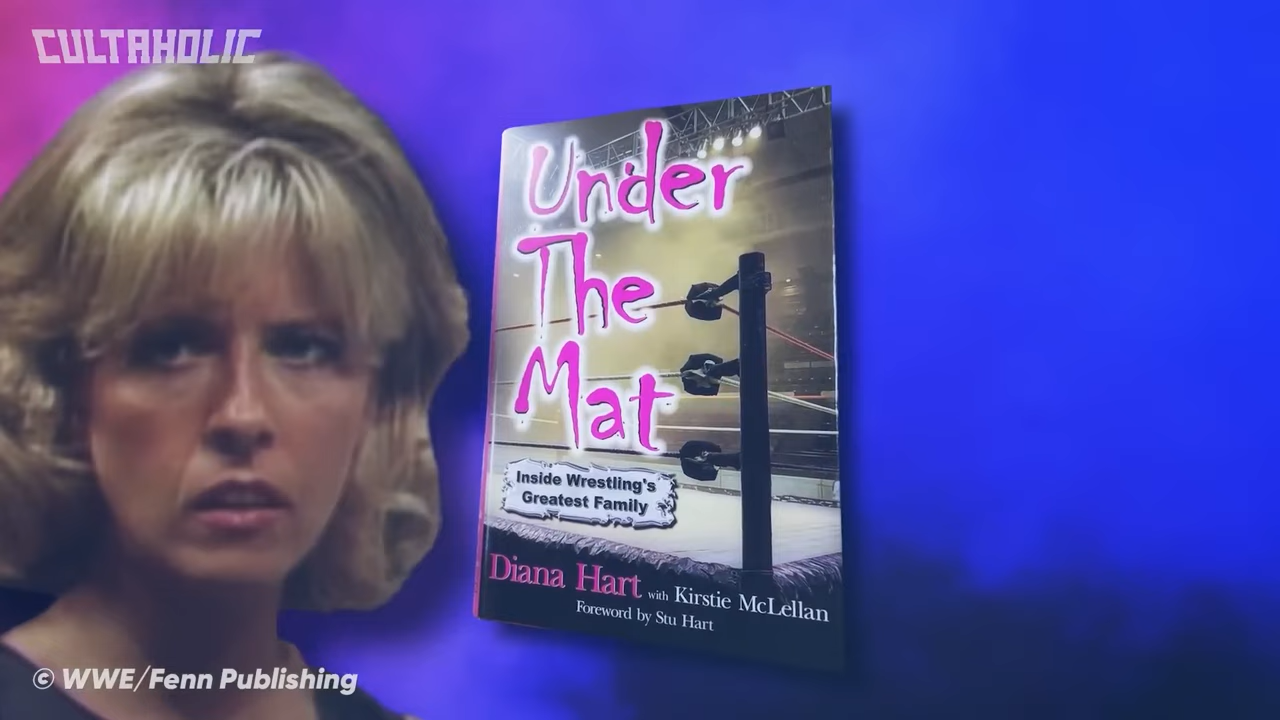 CULTAHOLIC
Under
The
Mat
Inside Wrestling's
Greatest Family
Diana Hart with Kirstie McLellan
Foreword by Stu Hart
© WWE/Fenn Publishing